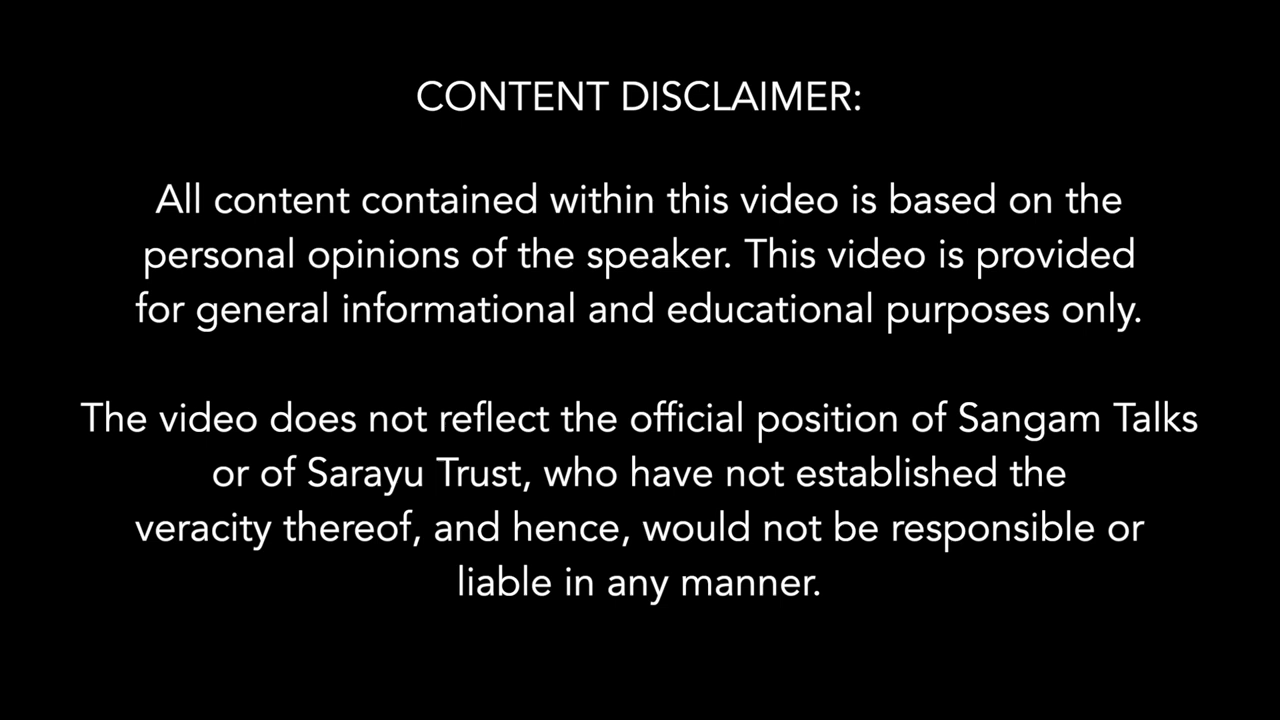 CONTENT DISCLAIMER:
All content contained within this video is based on the
personal opinions of the speaker. This video is provided
for general informational and educational purposes only.
The video does not reflect the official position of Sangam Talks
or of Sarayu Trust, who have not established the
veracity thereof, and hence, would not be responsible or
liable in any manner.